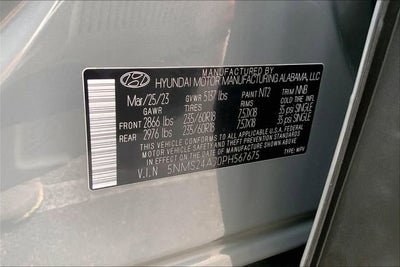 MANUFACTURED BY
HYUNDAI MOTOR MANUFACTURING ALABAMA, LLC
Mar/25/23 GVWR 5137 lbs PAINT NT2 TRIM NNB
GAWR TIRES RIMS
FRONT 2866 lbs 235/60R18 7.5JX18 35 psi SINGLE
REAR 2976 lbs 235/60R18 7.5JX18 35 psi SINGLE
THIS VEHICLE CONFORMS TO ALL APPLICABLE U.S.A. FEDERAL
MOTOR VEHICLE SAFETY AND THEFT PREVENTION STANDARDS
IN EFFECT ON THE DATE OF MANUFACTURE SHOWN ABOVE.
V.I.N 5NMS24AJ0PH567675 TYPE: MPV